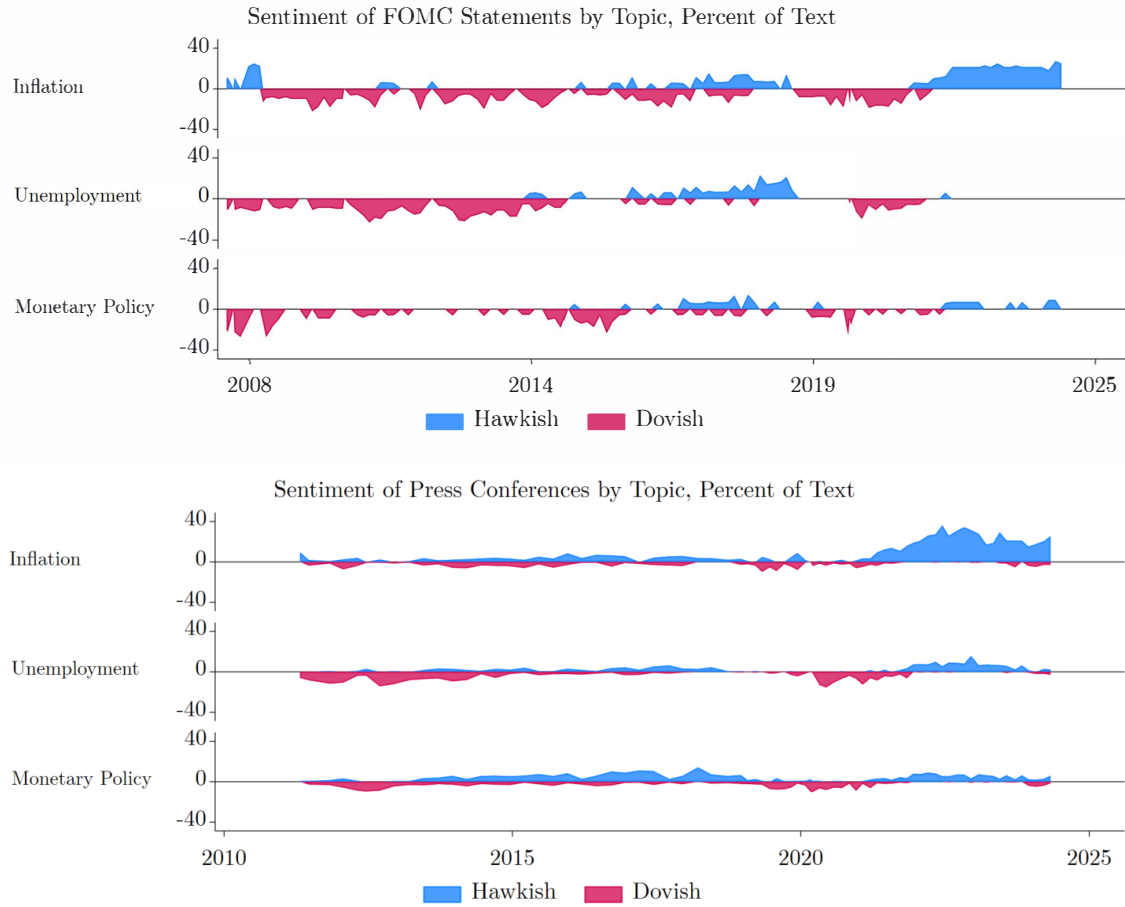 Sentiment of FOMC Statements by Topic, Percent of Text
40
Inflation
0
-40
40
Unemployment
0
-40
40
Monetary Policy
0
-40
2008 2014 2019 2025
Hawkish Dovish
Sentiment of Press Conferences by Topic, Percent of Text
40
Inflation
0
-40
40
Unemployment
0
-40
40
Monetary Policy
0
-40
2010 2015 2020 2025
Hawkish Dovish